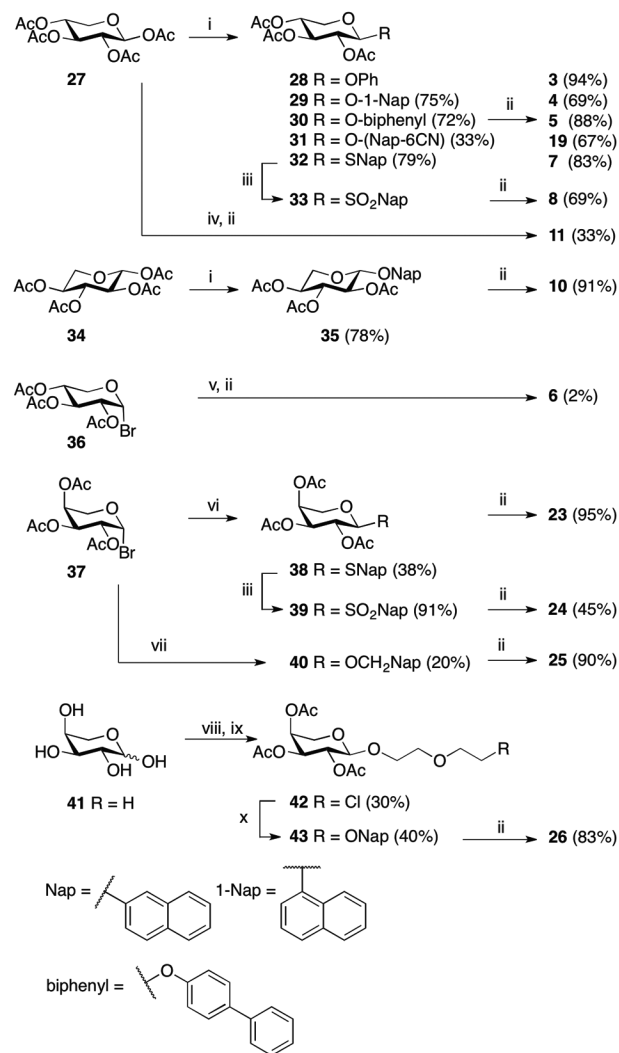 AcO O OAc i AcO O R
AcO OAc AcO OAc
27
28 R = OPh 3 (94%)
29 R = O-1-Nap (75%) 4 (69%)
30 R = O-biphenyl (72%) ii 5 (88%)
31 R = O-(Nap-6CN) (33%) 19 (67%)
32 R = SNap (79%) 7 (83%)
iii 33 R = SO2Nap ii 8 (69%)
iv, ii 11 (33%)
AcO O OAc i AcO O ONap ii 10 (91%)
AcO OAc AcO OAc
34 35 (78%)
AcO O v, ii 6 (2%)
AcO AcO Br
36
OAc OAc
AcO O vi AcO O R ii 23 (95%)
AcO Br OAc
37 38 R = SNap (38%)
iii 39 R = SO2Nap (91%) ii 24 (45%)
vii 40 R = OCH2Nap (20%) ii 25 (90%)
OH OAc
HO O OH viii, ix AcO O O O R
OH OAc
41 R = H 42 R = Cl (30%)
x 43 R = ONap (40%) ii 26 (83%)
Nap = 1-Nap =
biphenyl = O